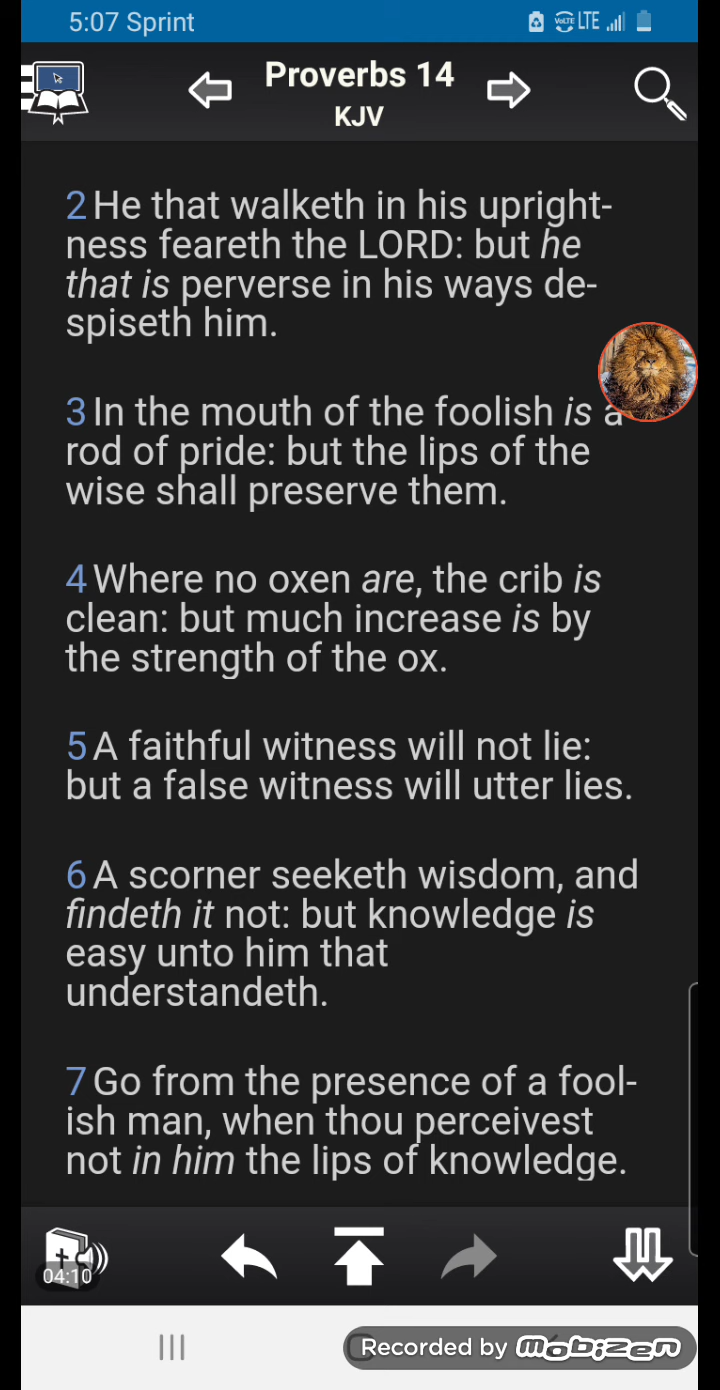 5:07 Sprint
VoLTE LTE
Proverbs 14
KJV
2 He that walketh in his upright-
ness feareth the LORD: but he
that is perverse in his ways de-
spiseth him.
3 In the mouth of the foolish is a
rod of pride: but the lips of the
wise shall preserve them.
4 Where no oxen are, the crib is
clean: but much increase is by
the strength of the ox.
5 A faithful witness will not lie:
but a false witness will utter lies.
6 A scorner seeketh wisdom, and
findeth it not: but knowledge is
easy unto him that
understandeth.
7 Go from the presence of a fool-
ish man, when thou perceivest
not in him the lips of knowledge.
04:10
Recorded by mobizen